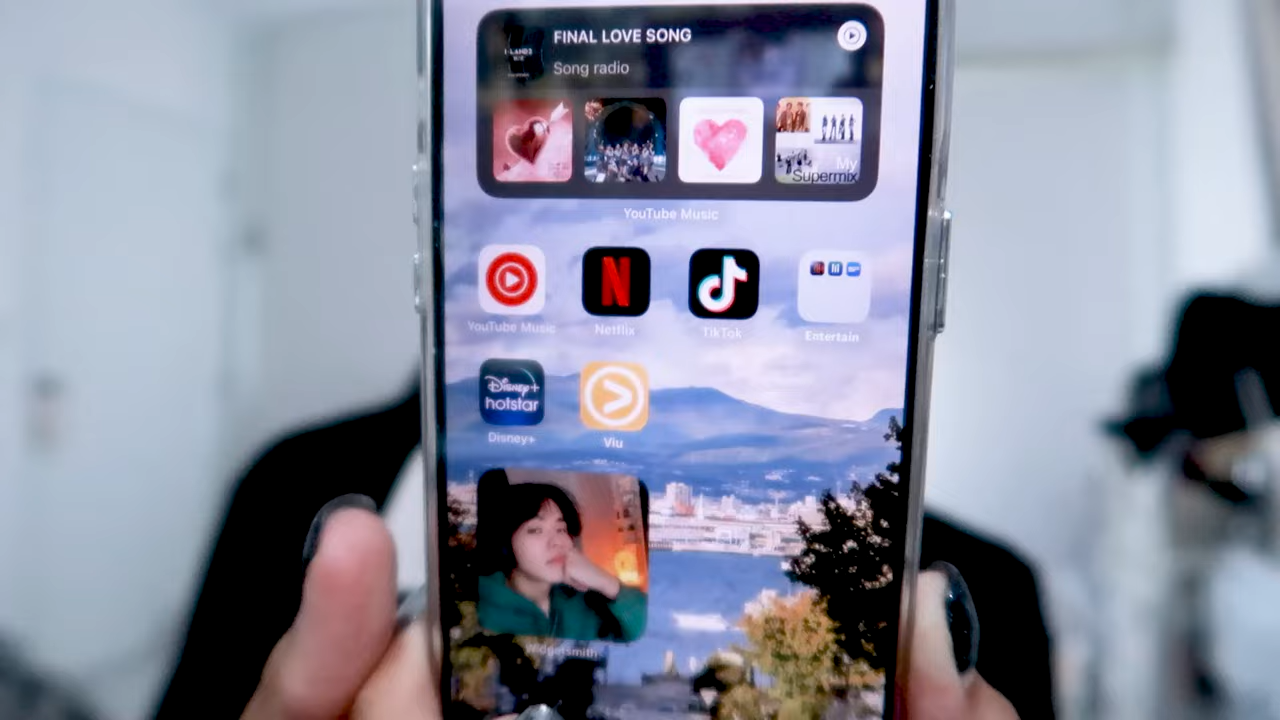 FINAL LOVE SONG
Song radio
My
Supermix
YouTube Music
YouTube Music
Netflix
TikTok
Entertain
Disney+
hotstar
Disney+
Viu
Widgetsmith